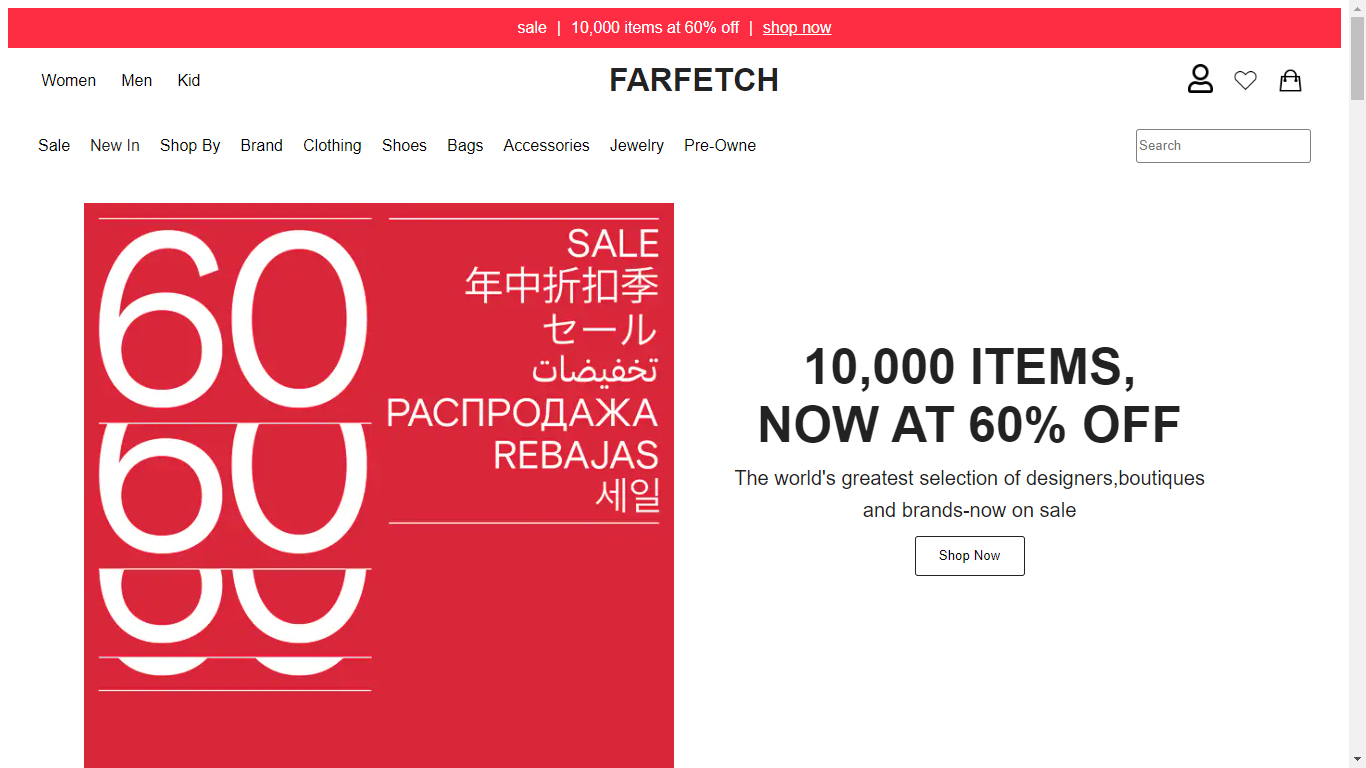 sale | 10,000 items at 60% off | shop now
Women Men Kid
FARFETCH
Sale New In Shop By Brand Clothing Shoes Bags Accessories Jewelry Pre-Owne
Search
60
60
60
60
SALE
年中折扣季
セール
تخفيضات
РАСПРОДАЖА
REBAJAS
세일
10,000 ITEMS,
NOW AT 60% OFF
The world's greatest selection of designers,boutiques
and brands-now on sale
Shop Now